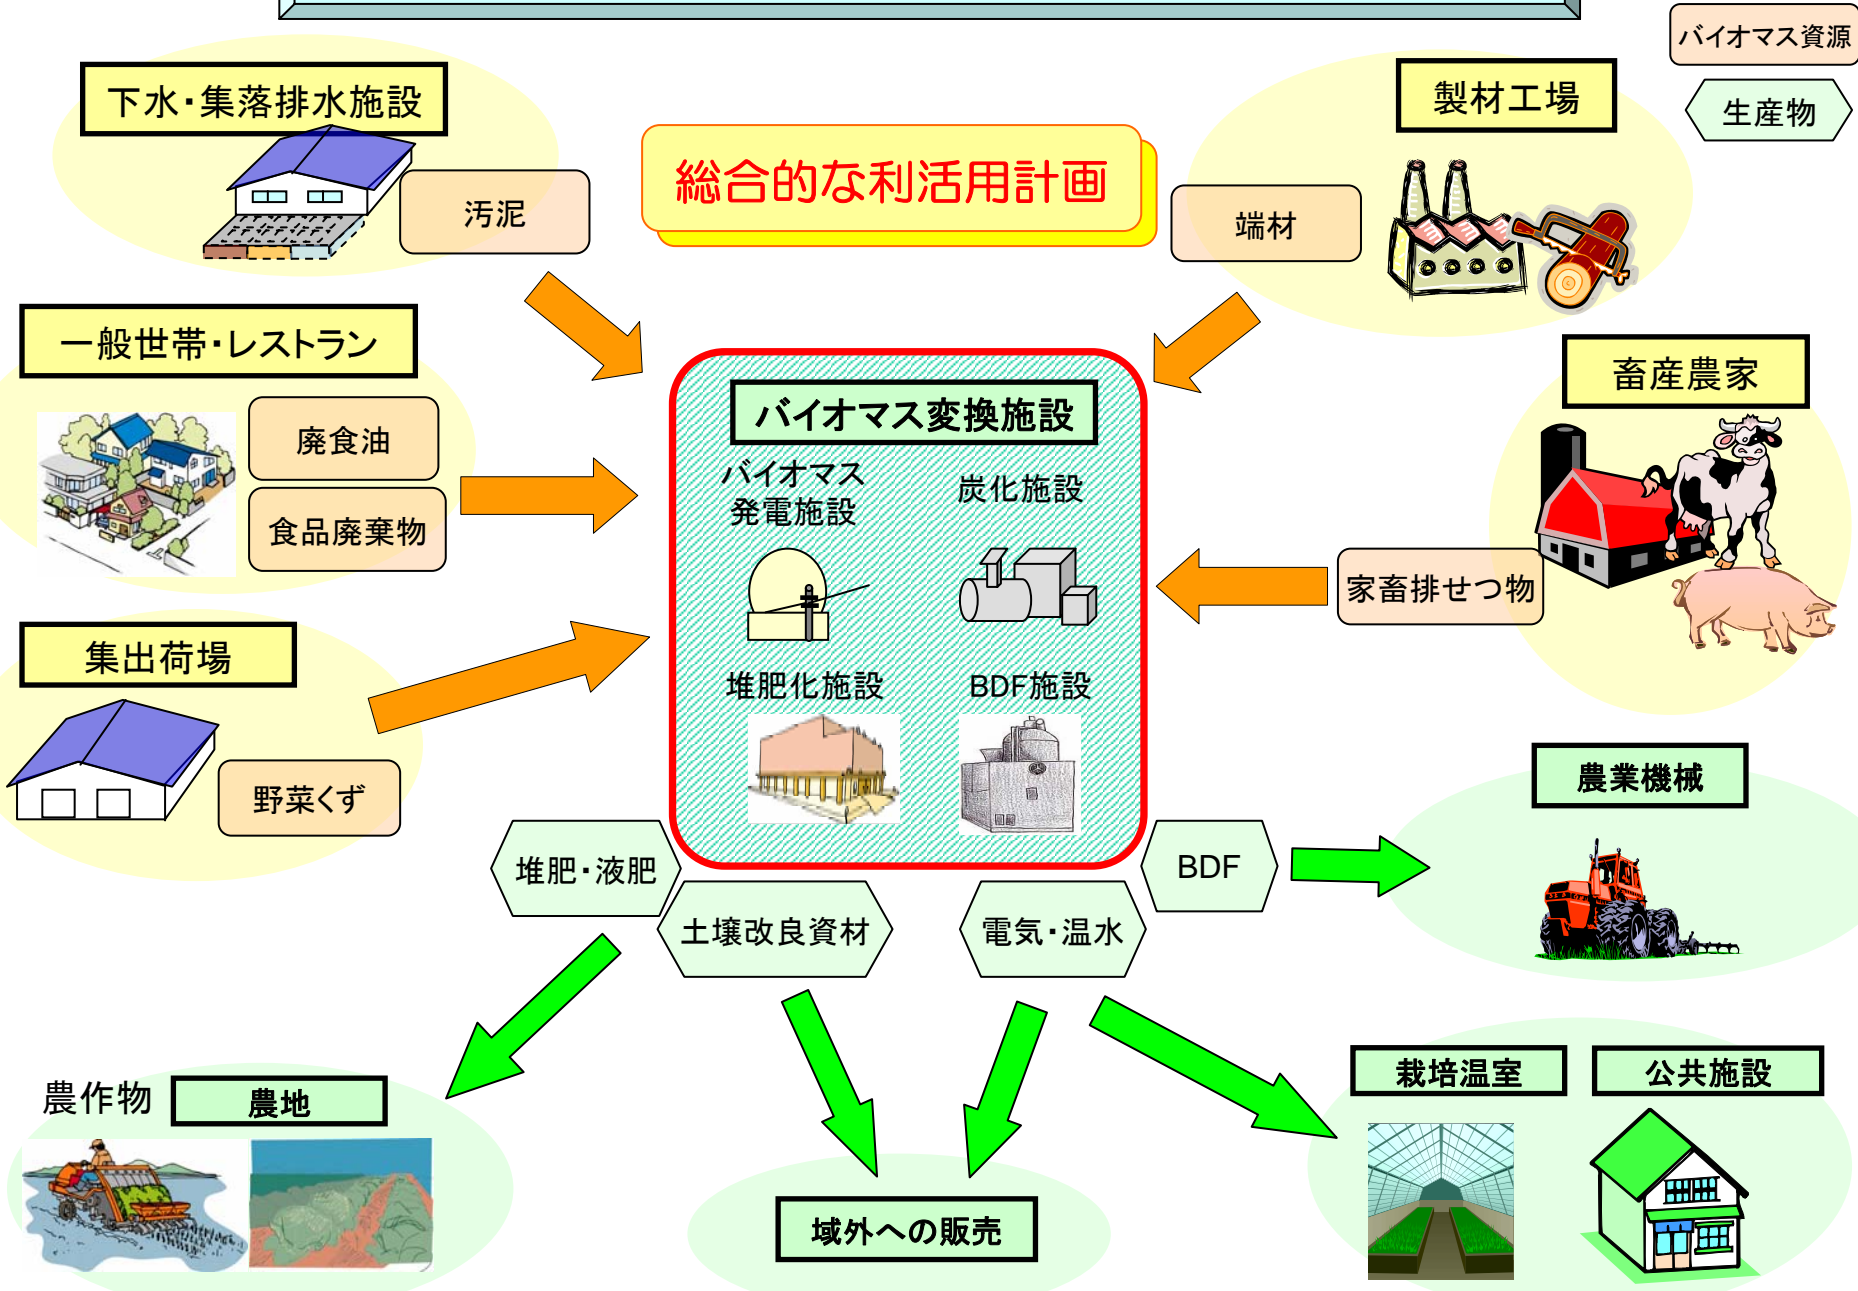 バイオマス資源
生産物
下水・集落排水施設
汚泥
総合的な利活用計画
製材工場
端材
一般世帯・レストラン
廃食油
食品廃棄物
畜産農家
家畜排せつ物
集出荷場
野菜くず
バイオマス変換施設
バイオマス
発電施設
炭化施設
堆肥化施設
BDF施設
堆肥・液肥
土壌改良資材
電気・温水
BDF
農業機械
農作物
農地
域外への販売
栽培温室
公共施設